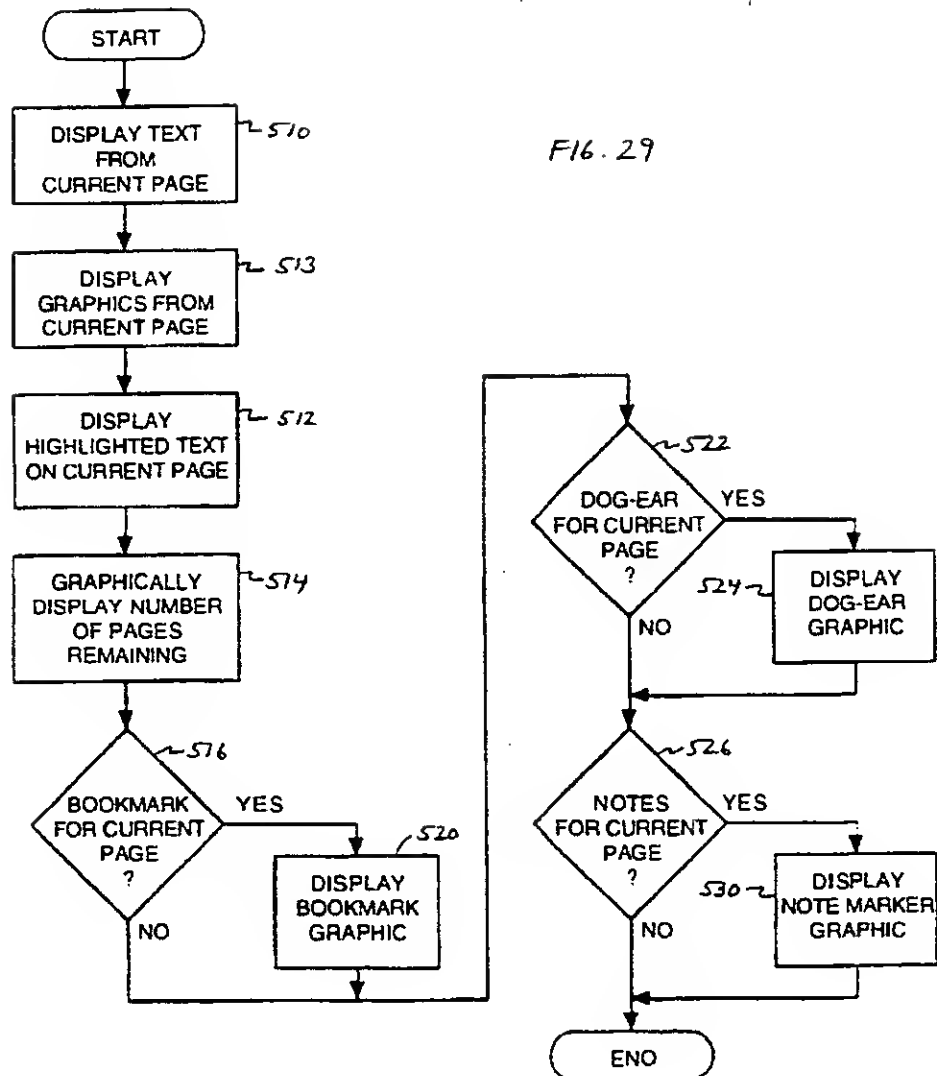 START
DISPLAY TEXT
FROM
CURRENT PAGE
510
FIG. 29
DISPLAY
GRAPHICS FROM
CURRENT PAGE
513
DISPLAY
HIGHLIGHTED TEXT
ON CURRENT PAGE
512
GRAPHICALLY
DISPLAY NUMBER
OF PAGES
REMAINING
514
516
BOOKMARK
FOR CURRENT
PAGE
?
YES
NO
520
DISPLAY
BOOKMARK
GRAPHIC
522
DOG-EAR
FOR CURRENT
PAGE
?
YES
NO
524
DISPLAY
DOG-EAR
GRAPHIC
526
NOTES
FOR CURRENT
PAGE
?
YES
NO
530
DISPLAY
NOTE MARKER
GRAPHIC
END